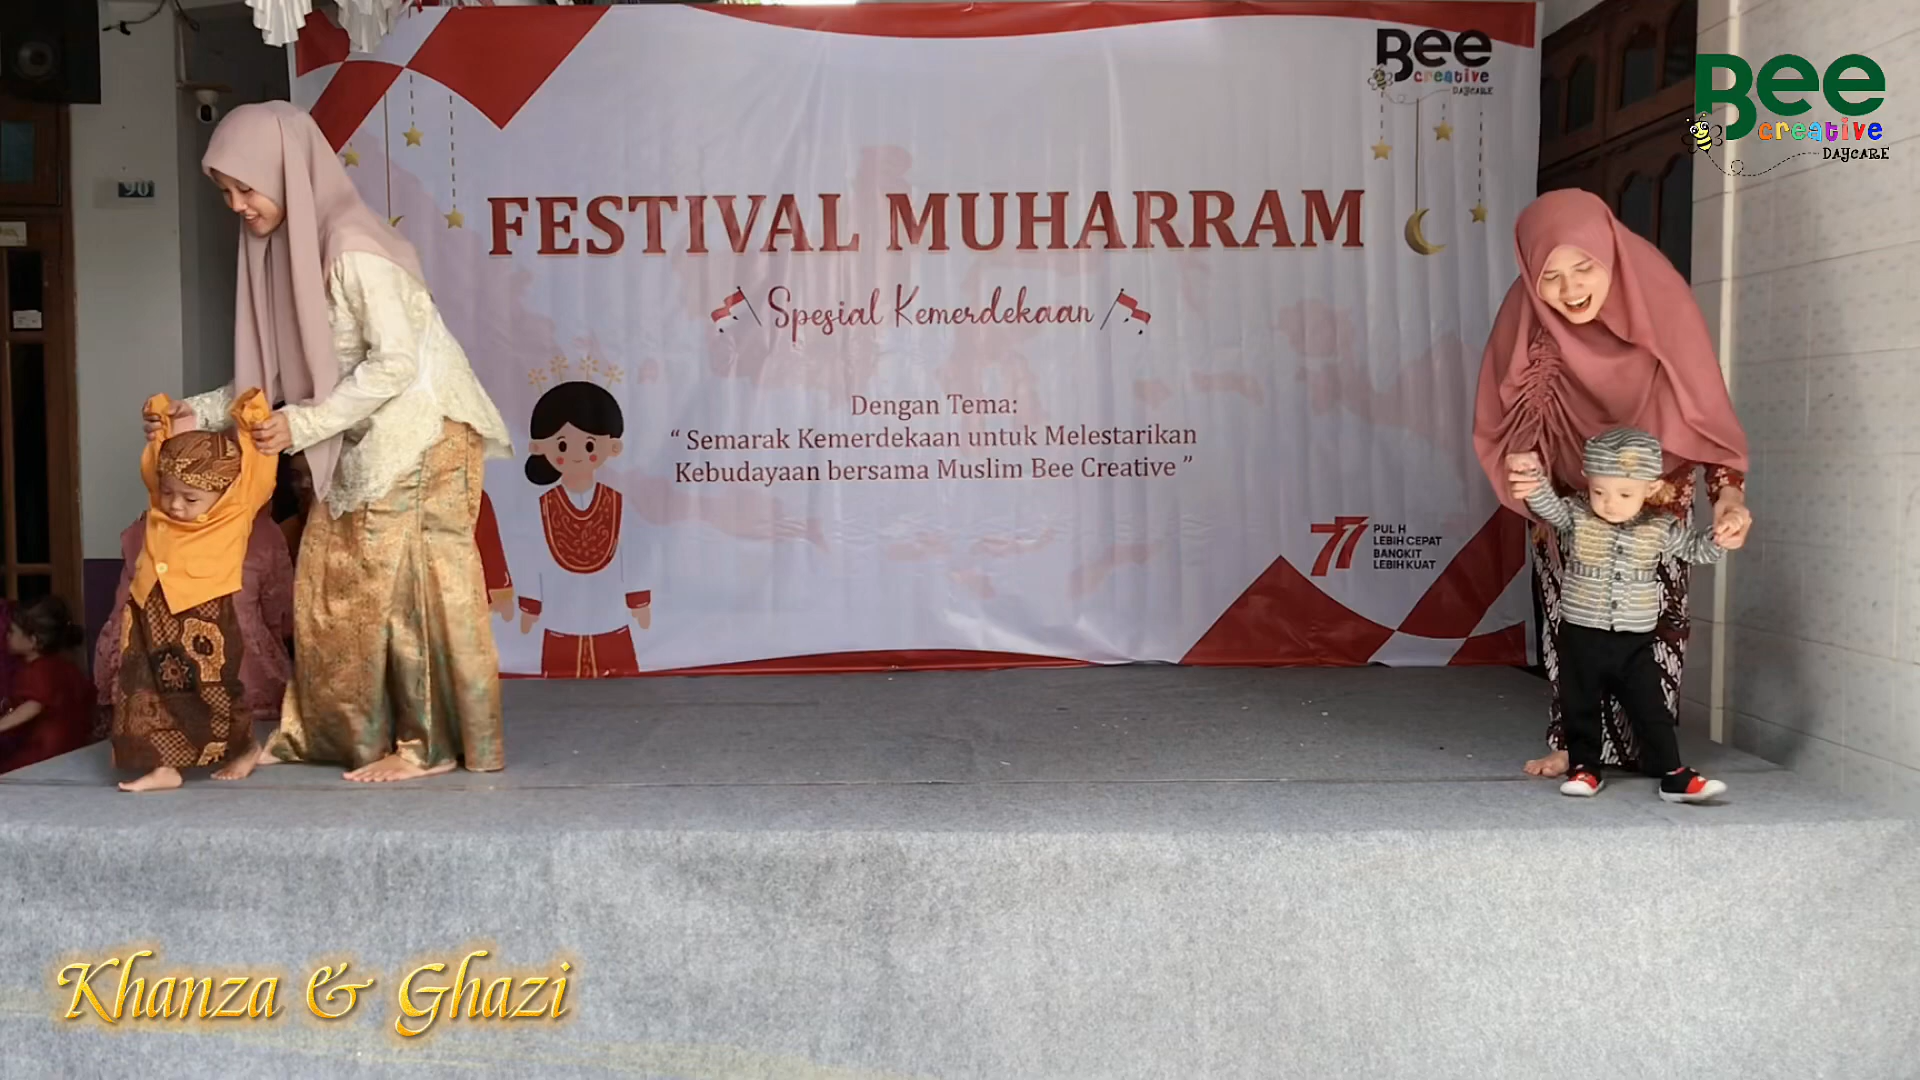 Bee
creative
DAYCARE
Bee
creative
DAYCARE
90
FESTIVAL MUHARRAM
Spesial Kemerdekaan
Dengan Tema:
“ Semarak Kemerdekaan untuk Melestarikan
Kebudayaan bersama Muslim Bee Creative ”
77
PUL H
LEBIH CEPAT
BANGKIT
LEBIH KUAT
Khanza & Ghazi